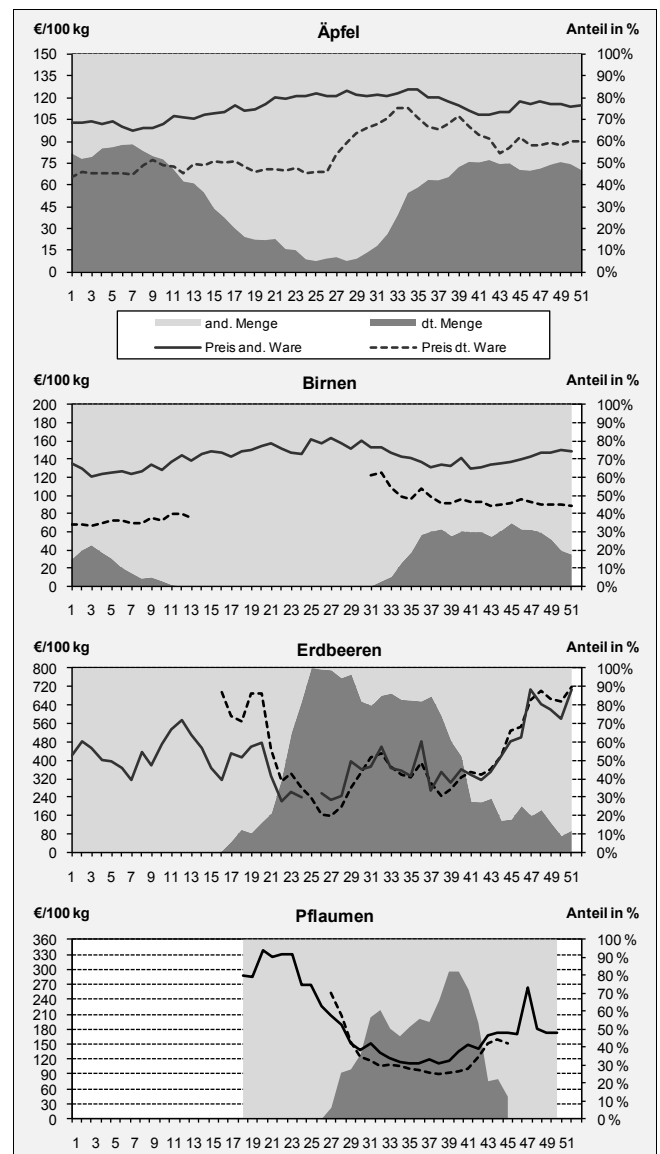 €/100 kg Äpfel Anteil in %
150 100%
135 90%
120 80%
105 70%
90 60%
75 50%
60 40%
45 30%
30 20%
15 10%
0 0%
1 3 5 7 9 11 13 15 17 19 21 23 25 27 29 31 33 35 37 39 41 43 45 47 49 51
and. Menge dt. Menge
Preis and. Ware Preis dt. Ware
€/100 kg Birnen Anteil in %
200 100%
180 90%
160 80%
140 70%
120 60%
100 50%
80 40%
60 30%
40 20%
20 10%
0 0%
1 3 5 7 9 11 13 15 17 19 21 23 25 27 29 31 33 35 37 39 41 43 45 47 49 51
€/100 kg Erdbeeren Anteil in %
800 100%
720 90%
640 80%
560 70%
480 60%
400 50%
320 40%
240 30%
160 20%
80 10%
0 0%
1 3 5 7 9 11 13 15 17 19 21 23 25 27 29 31 33 35 37 39 41 43 45 47 49 51
€/100 kg Pflaumen Anteil in %
360 100 %
330 90 %
300 80 %
270 70 %
240 60 %
210 50 %
180 40 %
150 30 %
120 20 %
90 10 %
60 0 %
30
0
1 3 5 7 9 11 13 15 17 19 21 23 25 27 29 31 33 35 37 39 41 43 45 47 49 51